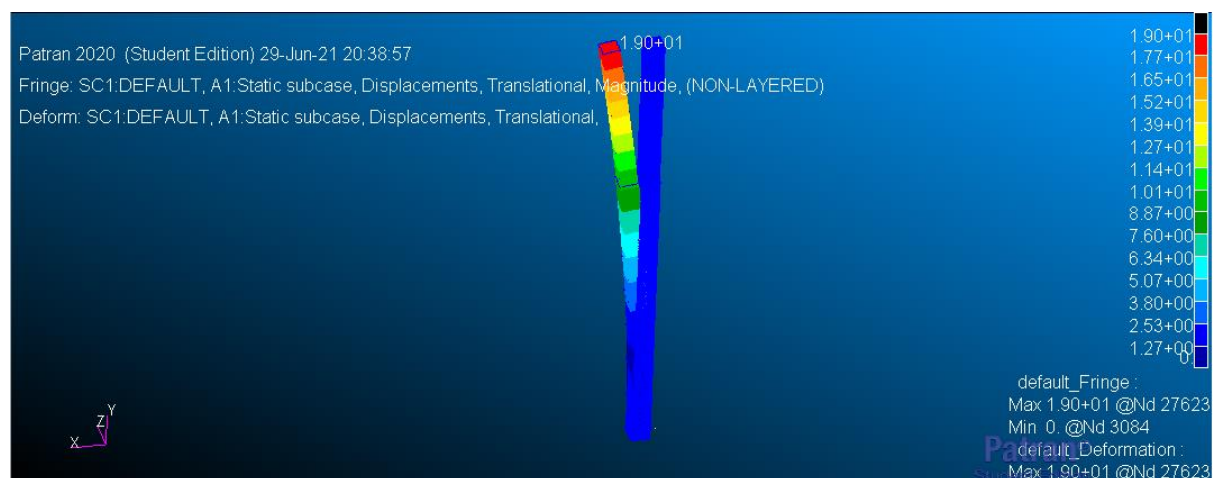 Patran 2020 (Student Edition) 29-Jun-21 20:38:57
Fringe: SC1:DEFAULT, A1:Static subcase, Displacements, Translational, Magnitude, (NON-LAYERED)
Deform: SC1:DEFAULT, A1:Static subcase, Displacements, Translational,
1.90+01
1.90+01
1.77+01
1.65+01
1.52+01
1.39+01
1.27+01
1.14+01
1.01+01
8.87+00
7.60+00
6.34+00
5.07+00
3.80+00
2.53+00
1.27+00
0.
default_Fringe :
Max 1.90+01 @Nd 27623
Min 0. @Nd 3084
Patran
default_Deformation :
Max 1.90+01 @Nd 27623
X
Z
Y